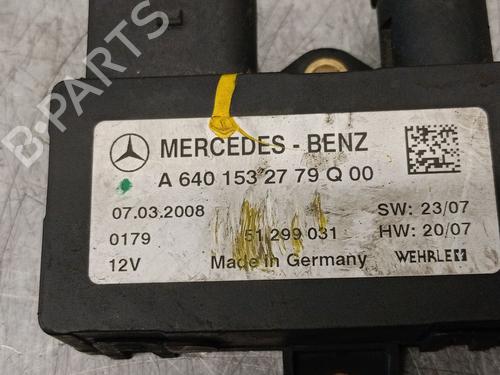 MERCEDES - BENZ
A 640 153 27 79 Q 00
07.03.2008 SW: 23/07
0179 51.299 031 HW: 20/07
12V Made in Germany WEHRLE
B-PARTS